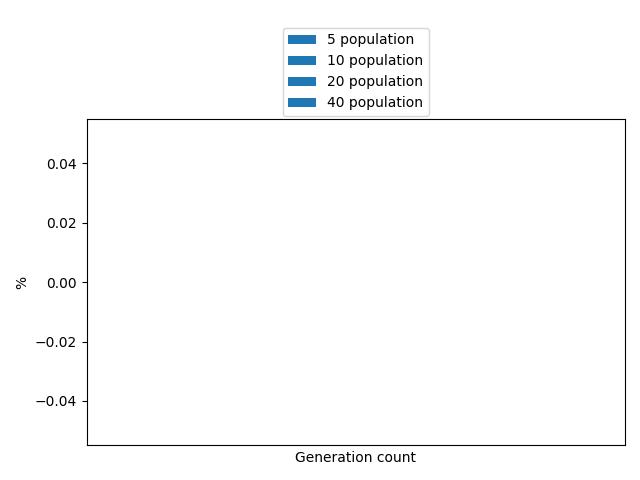 5 population
10 population
20 population
40 population
0.04
0.02
0.00
−0.02
−0.04
%
Generation count